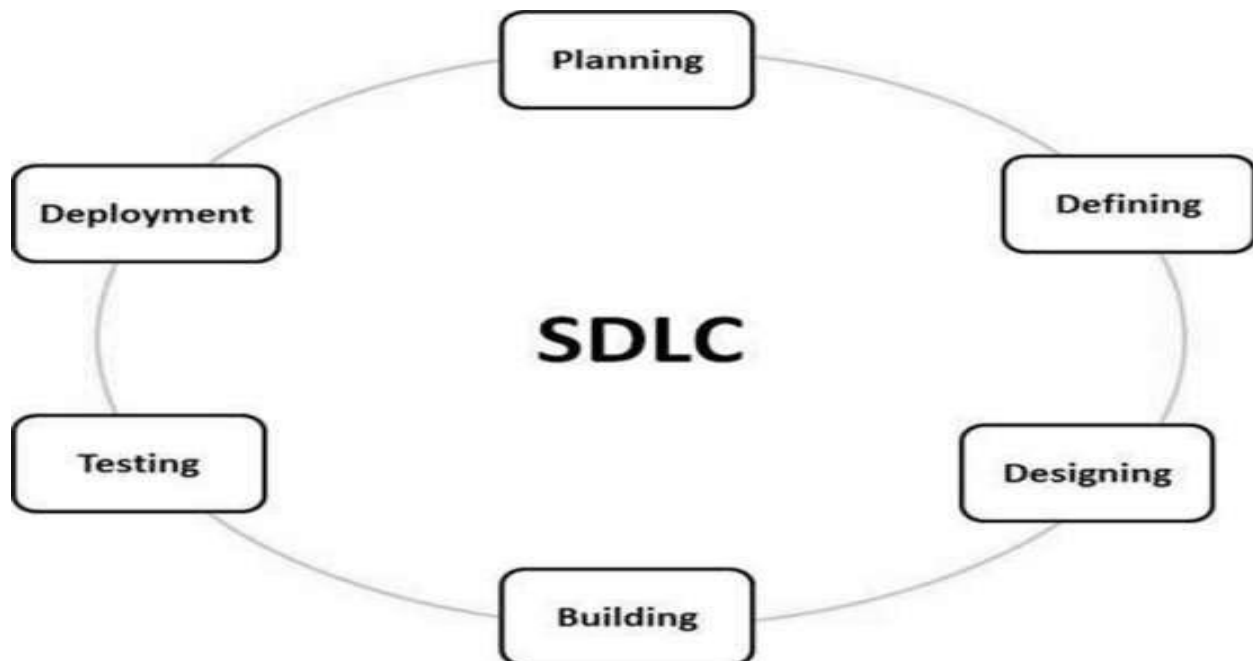 Planning
Defining
Deployment
SDLC
Designing
Testing
Building